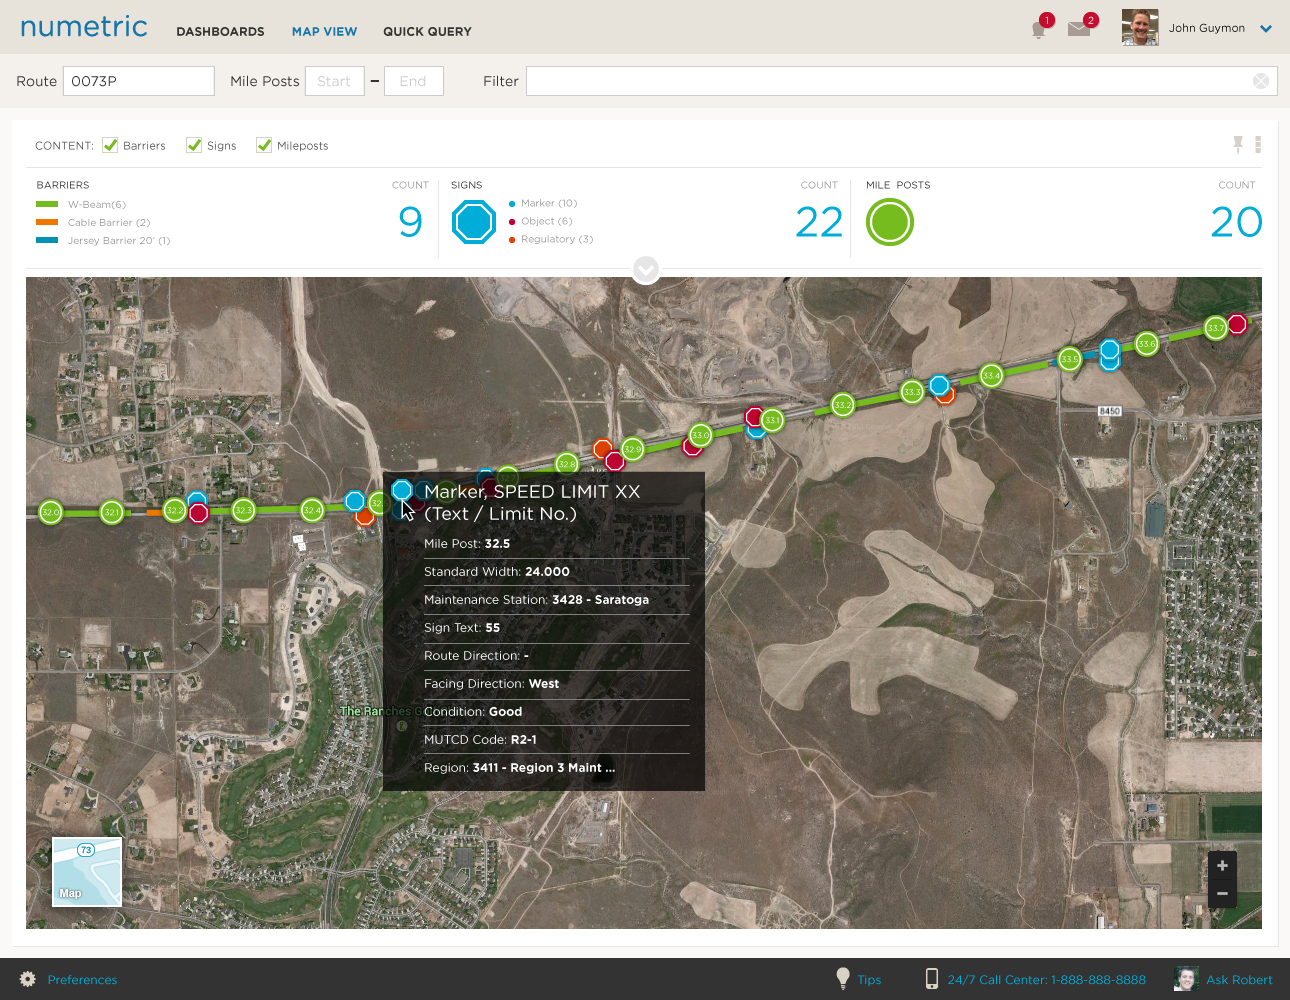 numetric
DASHBOARDS MAP VIEW QUICK QUERY
1
2
John Guymon
Route 0073P Mile Posts Start – End Filter
CONTENT: Barriers Signs Mileposts
BARRIERS COUNT
W-Beam(6)
Cable Barrier (2)
Jersey Barrier 20' (1)
9
SIGNS COUNT
Marker (10)
Object (6)
Regulatory (3)
22
MILE POSTS COUNT
20
33.7
33.6
33.5
33.4
33.3
33.2
8450
33.1
33.0
32.9
32.8
32.0 32.1 32.2 32.3 32.4 32.
Marker, SPEED LIMIT XX
(Text / Limit No.)
Mile Post: 32.5
Standard Width: 24.000
Maintenance Station: 3428 - Saratoga
Sign Text: 55
Route Direction: -
Facing Direction: West
The Ranches G
Condition: Good
MUTCD Code: R2-1
Region: 3411 - Region 3 Maint ...
73
Map
+
−
Preferences Tips 24/7 Call Center: 1-888-888-8888 Ask Robert